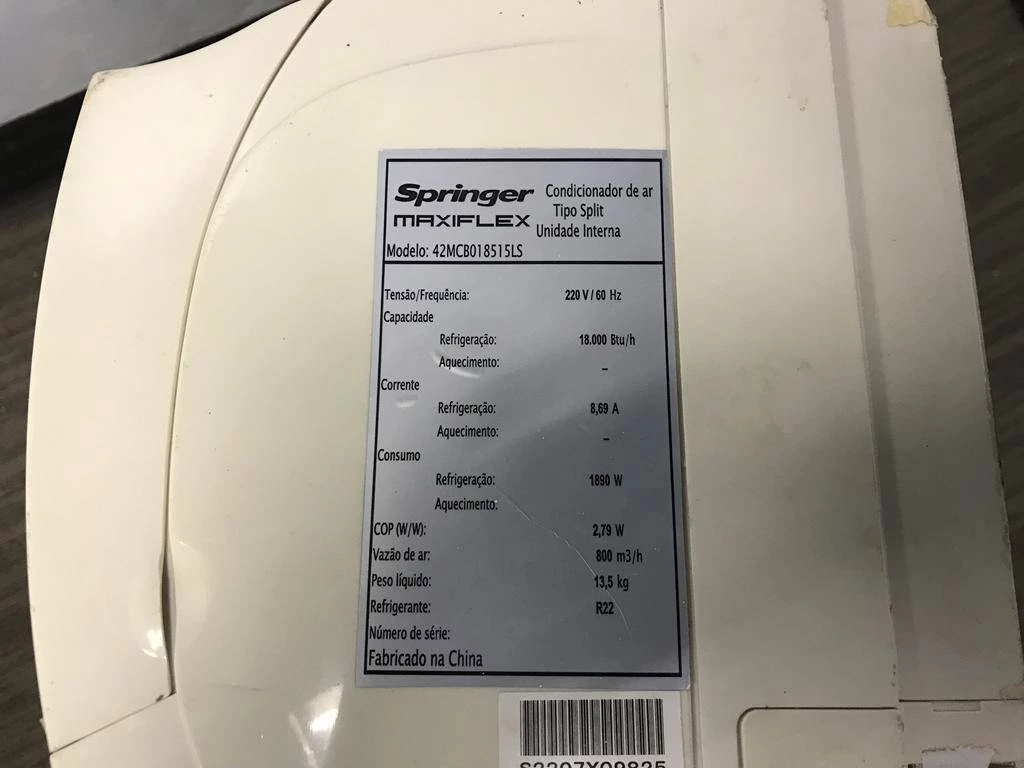 Springer Condicionador de ar
MAXIFLEX Tipo Split
Unidade Interna
Modelo: 42MCB018515LS
Tensão/Frequência: 220 V / 60 Hz
Capacidade
Refrigeração: 18.000 Btu/h
Aquecimento: –
Corrente
Refrigeração: 8,69 A
Aquecimento: –
Consumo
Refrigeração: 1890 W
Aquecimento:
COP (W/W): 2,79 W
Vazão de ar: 800 m3/h
Peso líquido: 13,5 kg
Refrigerante: R22
Número de série:
Fabricado na China